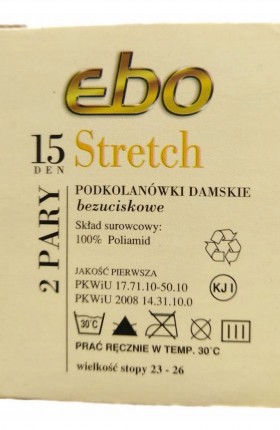 ebo
15 DEN
Stretch
2 PARY
PODKOLANÓWKI DAMSKIE
bezuciskowe
Skład surowcowy:
100% Poliamid
JAKOŚĆ PIERWSZA
PKWiU 17.71.10-50.10
PKWiU 2008 14.31.10.0
KJ I
30°C
PRAĆ RĘCZNIE W TEMP. 30°C
wielkość stopy 23 - 26